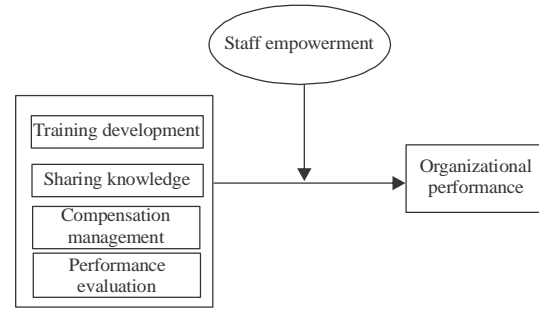 Staff empowerment
Training development
Sharing knowledge
Compensation
management
Performance
evaluation
Organizational
performance